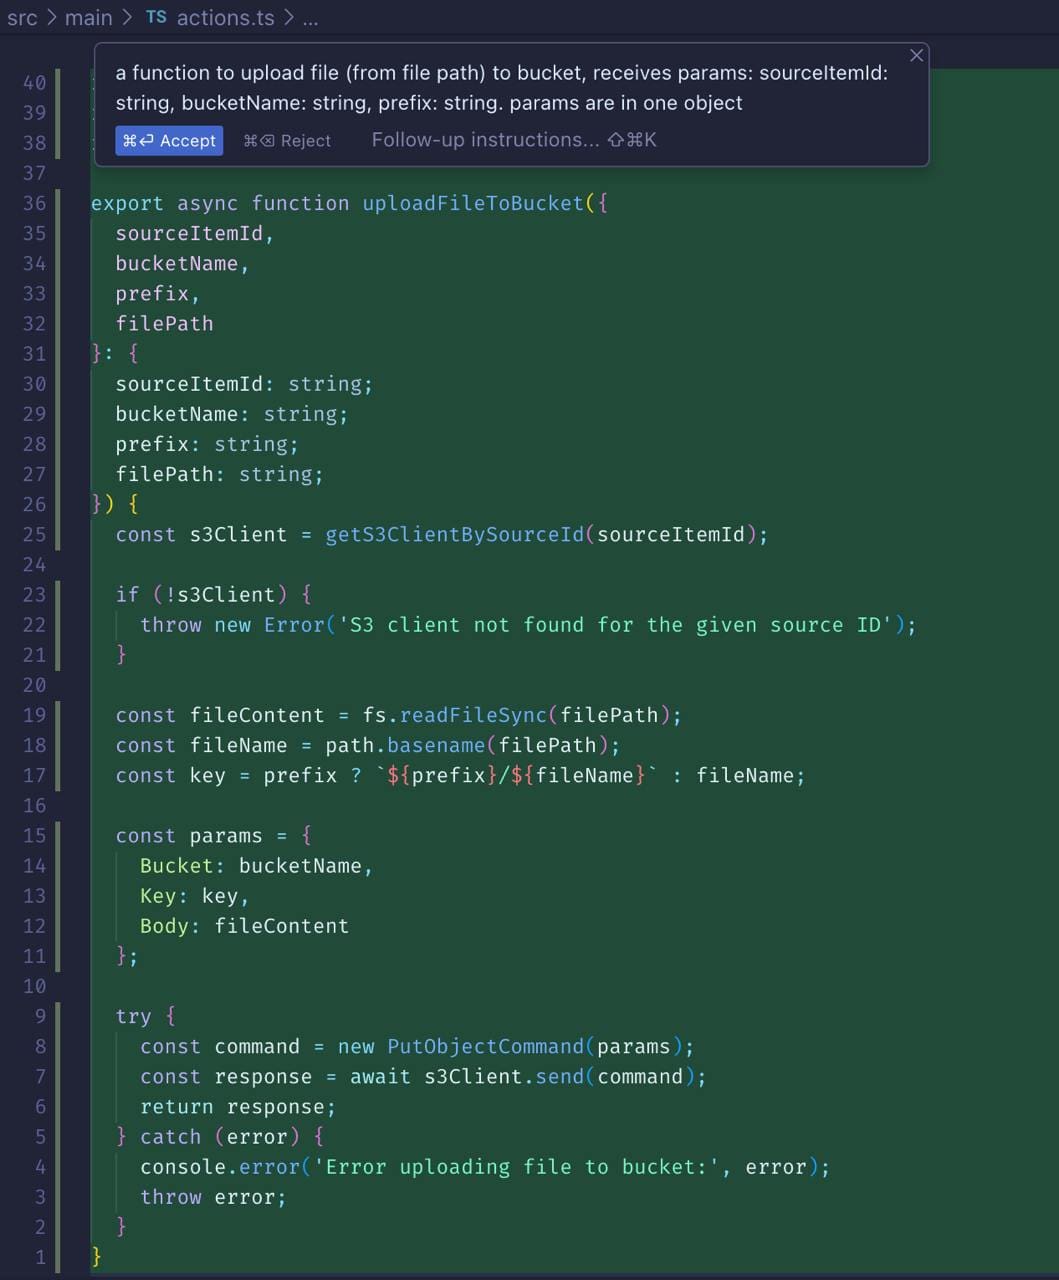 src > main > TS actions.ts > ...
a function to upload file (from file path) to bucket, receives params: sourceItemId:
string, bucketName: string, prefix: string. params are in one object
⌘⏎ Accept ⌘⌫ Reject Follow-up instructions... ⇧⌘K
40
39
38
37
36 export async function uploadFileToBucket({
35   sourceItemId,
34   bucketName,
33   prefix,
32   filePath
31 }: {
30   sourceItemId: string;
29   bucketName: string;
28   prefix: string;
27   filePath: string;
26 }) {
25   const s3Client = getS3ClientBySourceId(sourceItemId);
24
23   if (!s3Client) {
22     throw new Error('S3 client not found for the given source ID');
21   }
20
19   const fileContent = fs.readFileSync(filePath);
18   const fileName = path.basename(filePath);
17   const key = prefix ? `${prefix}/${fileName}` : fileName;
16
15   const params = {
14     Bucket: bucketName,
13     Key: key,
12     Body: fileContent
11   };
10
9   try {
8     const command = new PutObjectCommand(params);
7     const response = await s3Client.send(command);
6     return response;
5   } catch (error) {
4     console.error('Error uploading file to bucket:', error);
3     throw error;
2   }
1 }